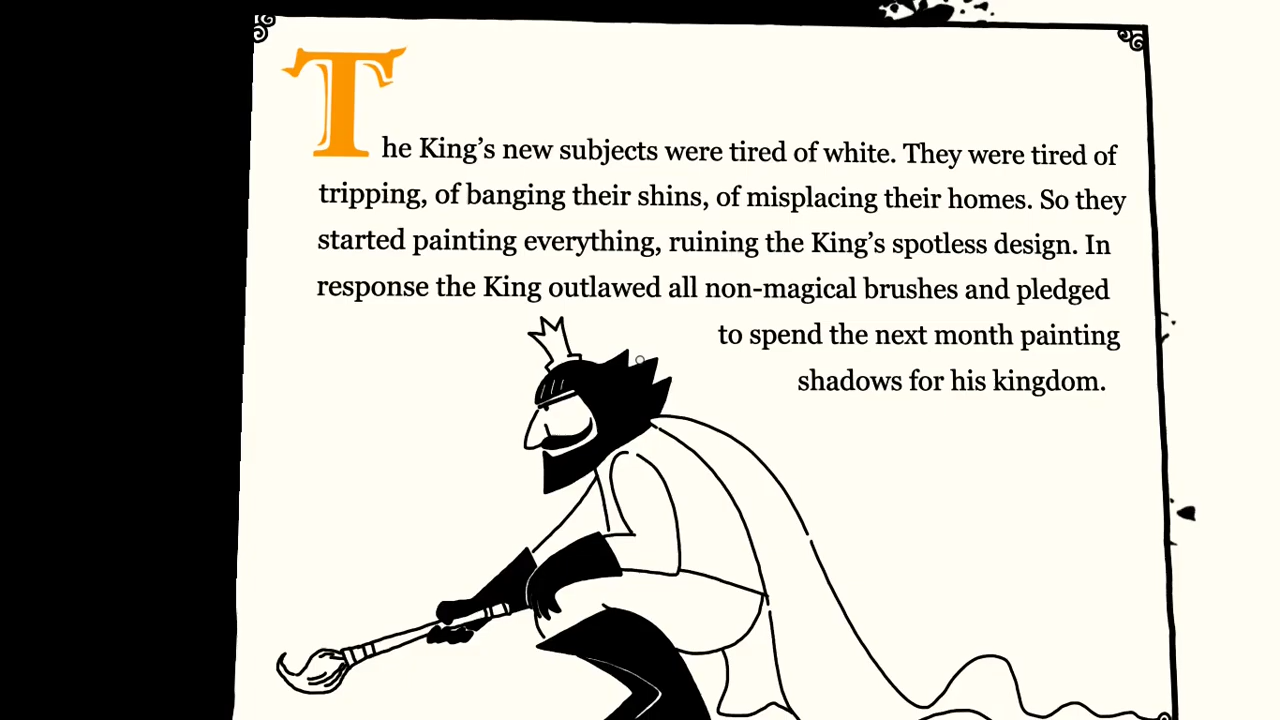 The King’s new subjects were tired of white. They were tired of
tripping, of banging their shins, of misplacing their homes. So they
started painting everything, ruining the King’s spotless design. In
response the King outlawed all non-magical brushes and pledged
to spend the next month painting
shadows for his kingdom.